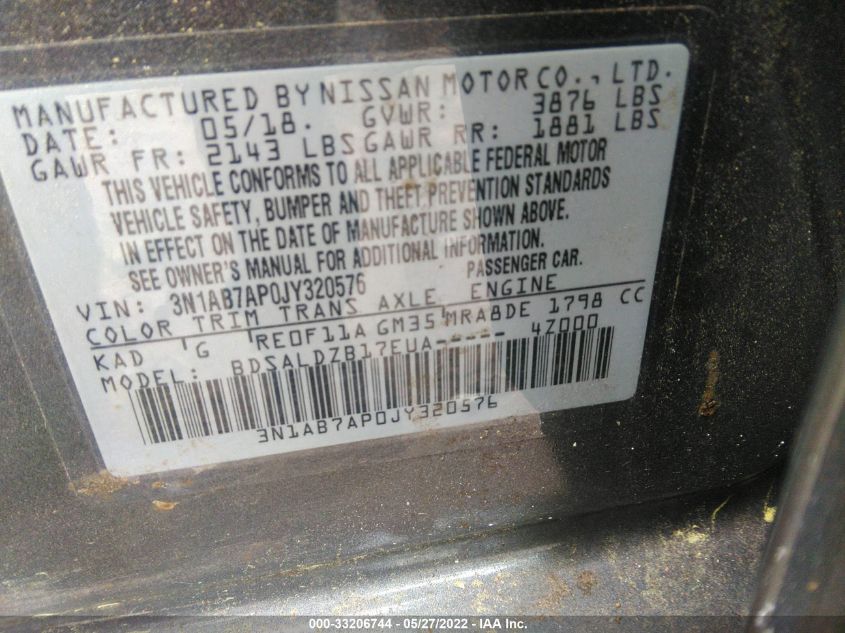 MANUFACTURED BY NISSAN MOTOR CO., LTD.
DATE: 05/18. GVWR: 3876 LBS
GAWR FR: 2143 LBS GAWR RR: 1881 LBS
THIS VEHICLE CONFORMS TO ALL APPLICABLE FEDERAL MOTOR
VEHICLE SAFETY, BUMPER AND THEFT PREVENTION STANDARDS
IN EFFECT ON THE DATE OF MANUFACTURE SHOWN ABOVE.
SEE OWNER'S MANUAL FOR ADDITIONAL INFORMATION.
VIN: 3N1AB7AP0JY320576 PASSENGER CAR.
COLOR TRIM TRANS AXLE ENGINE
KAD G RE0F11A GM35 MRA8DE 1798 CC
MODEL: BDSALDZB17EUA----- 4Z000
3N1AB7AP0JY320576
000-33206744 - 05/27/2022 - IAA, Inc.